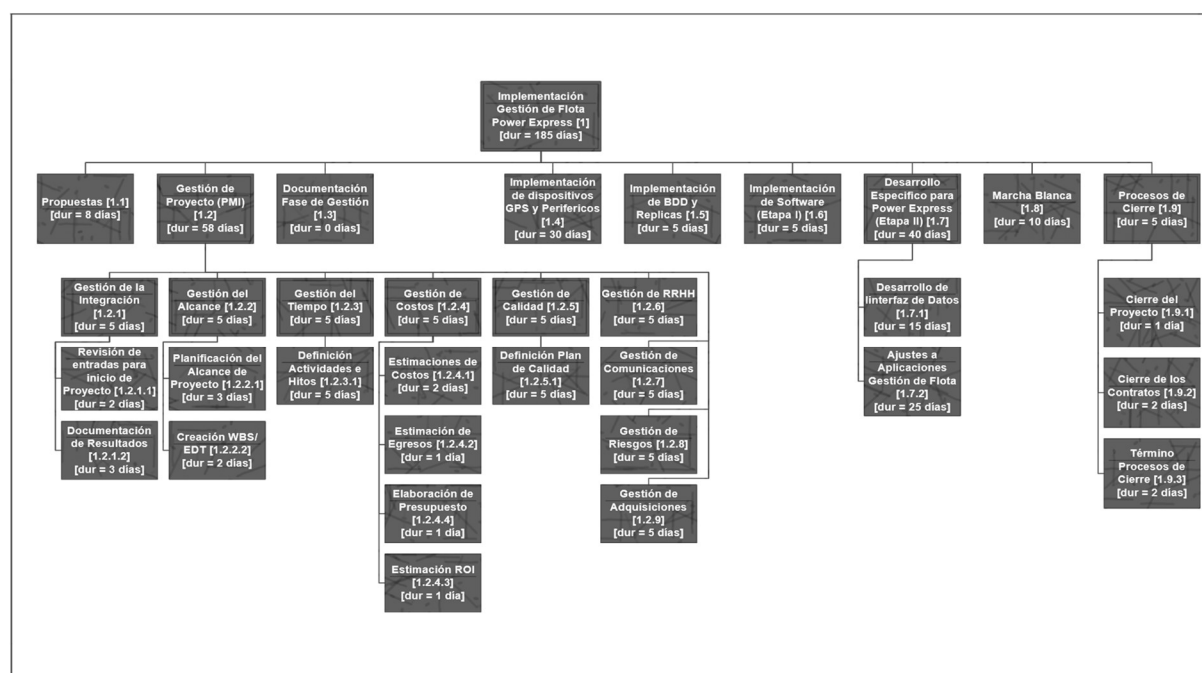 Implementación
Gestión de Flota
Power Express [1]
[dur = 185 días]
Propuestas [1.1]
[dur = 8 días]
Gestión de
Proyecto (PMI)
[1.2]
[dur = 58 días]
Documentación
Fase de Gestión
[1.3]
[dur = 0 días]
Implementación
de dispositivos
GPS y Perifericos
[1.4]
[dur = 30 días]
Implementación
de BDD y
Replicas [1.5]
[dur = 5 días]
Implementación
de Software
(Etapa I) [1.6]
[dur = 5 días]
Desarrollo
Especifico para
Power Express
(Etapa II) [1.7]
[dur = 40 días]
Marcha Blanca
[1.8]
[dur = 10 días]
Procesos de
Cierre [1.9]
[dur = 5 días]
Gestión de la
Integración
[1.2.1]
[dur = 5 días]
Gestión del
Alcance [1.2.2]
[dur = 5 días]
Gestión del
Tiempo [1.2.3]
[dur = 5 días]
Gestión de
Costos [1.2.4]
[dur = 5 días]
Gestión de
Calidad [1.2.5]
[dur = 5 días]
Gestión de RRHH
[1.2.6]
[dur = 5 días]
Desarrollo de
Iinterfaz de Datos
[1.7.1]
[dur = 15 días]
Cierre del
Proyecto [1.9.1]
[dur = 1 día]
Revisión de
entradas para
inicio de
Proyecto [1.2.1.1]
[dur = 2 días]
Planificación del
Alcance de
Proyecto [1.2.2.1]
[dur = 3 días]
Definición
Actividades e
Hitos [1.2.3.1]
[dur = 5 días]
Estimaciones de
Costos [1.2.4.1]
[dur = 2 días]
Definición Plan
de Calidad
[1.2.5.1]
[dur = 5 días]
Gestión de
Comunicaciones
[1.2.7]
[dur = 5 días]
Ajustes a
Aplicaciones
Gestión de Flota
[1.7.2]
[dur = 25 días]
Cierre de los
Contratos [1.9.2]
[dur = 2 días]
Documentación
de Resultados
[1.2.1.2]
[dur = 3 días]
Creación WBS/
EDT [1.2.2.2]
[dur = 2 días]
Estimación de
Egresos [1.2.4.2]
[dur = 1 día]
Gestión de
Riesgos [1.2.8]
[dur = 5 días]
Término
Procesos de
Cierre [1.9.3]
[dur = 2 días]
Elaboración de
Presupuesto
[1.2.4.4]
[dur = 1 día]
Gestión de
Adquisiciones
[1.2.9]
[dur = 5 días]
Estimación ROI
[1.2.4.3]
[dur = 1 día]